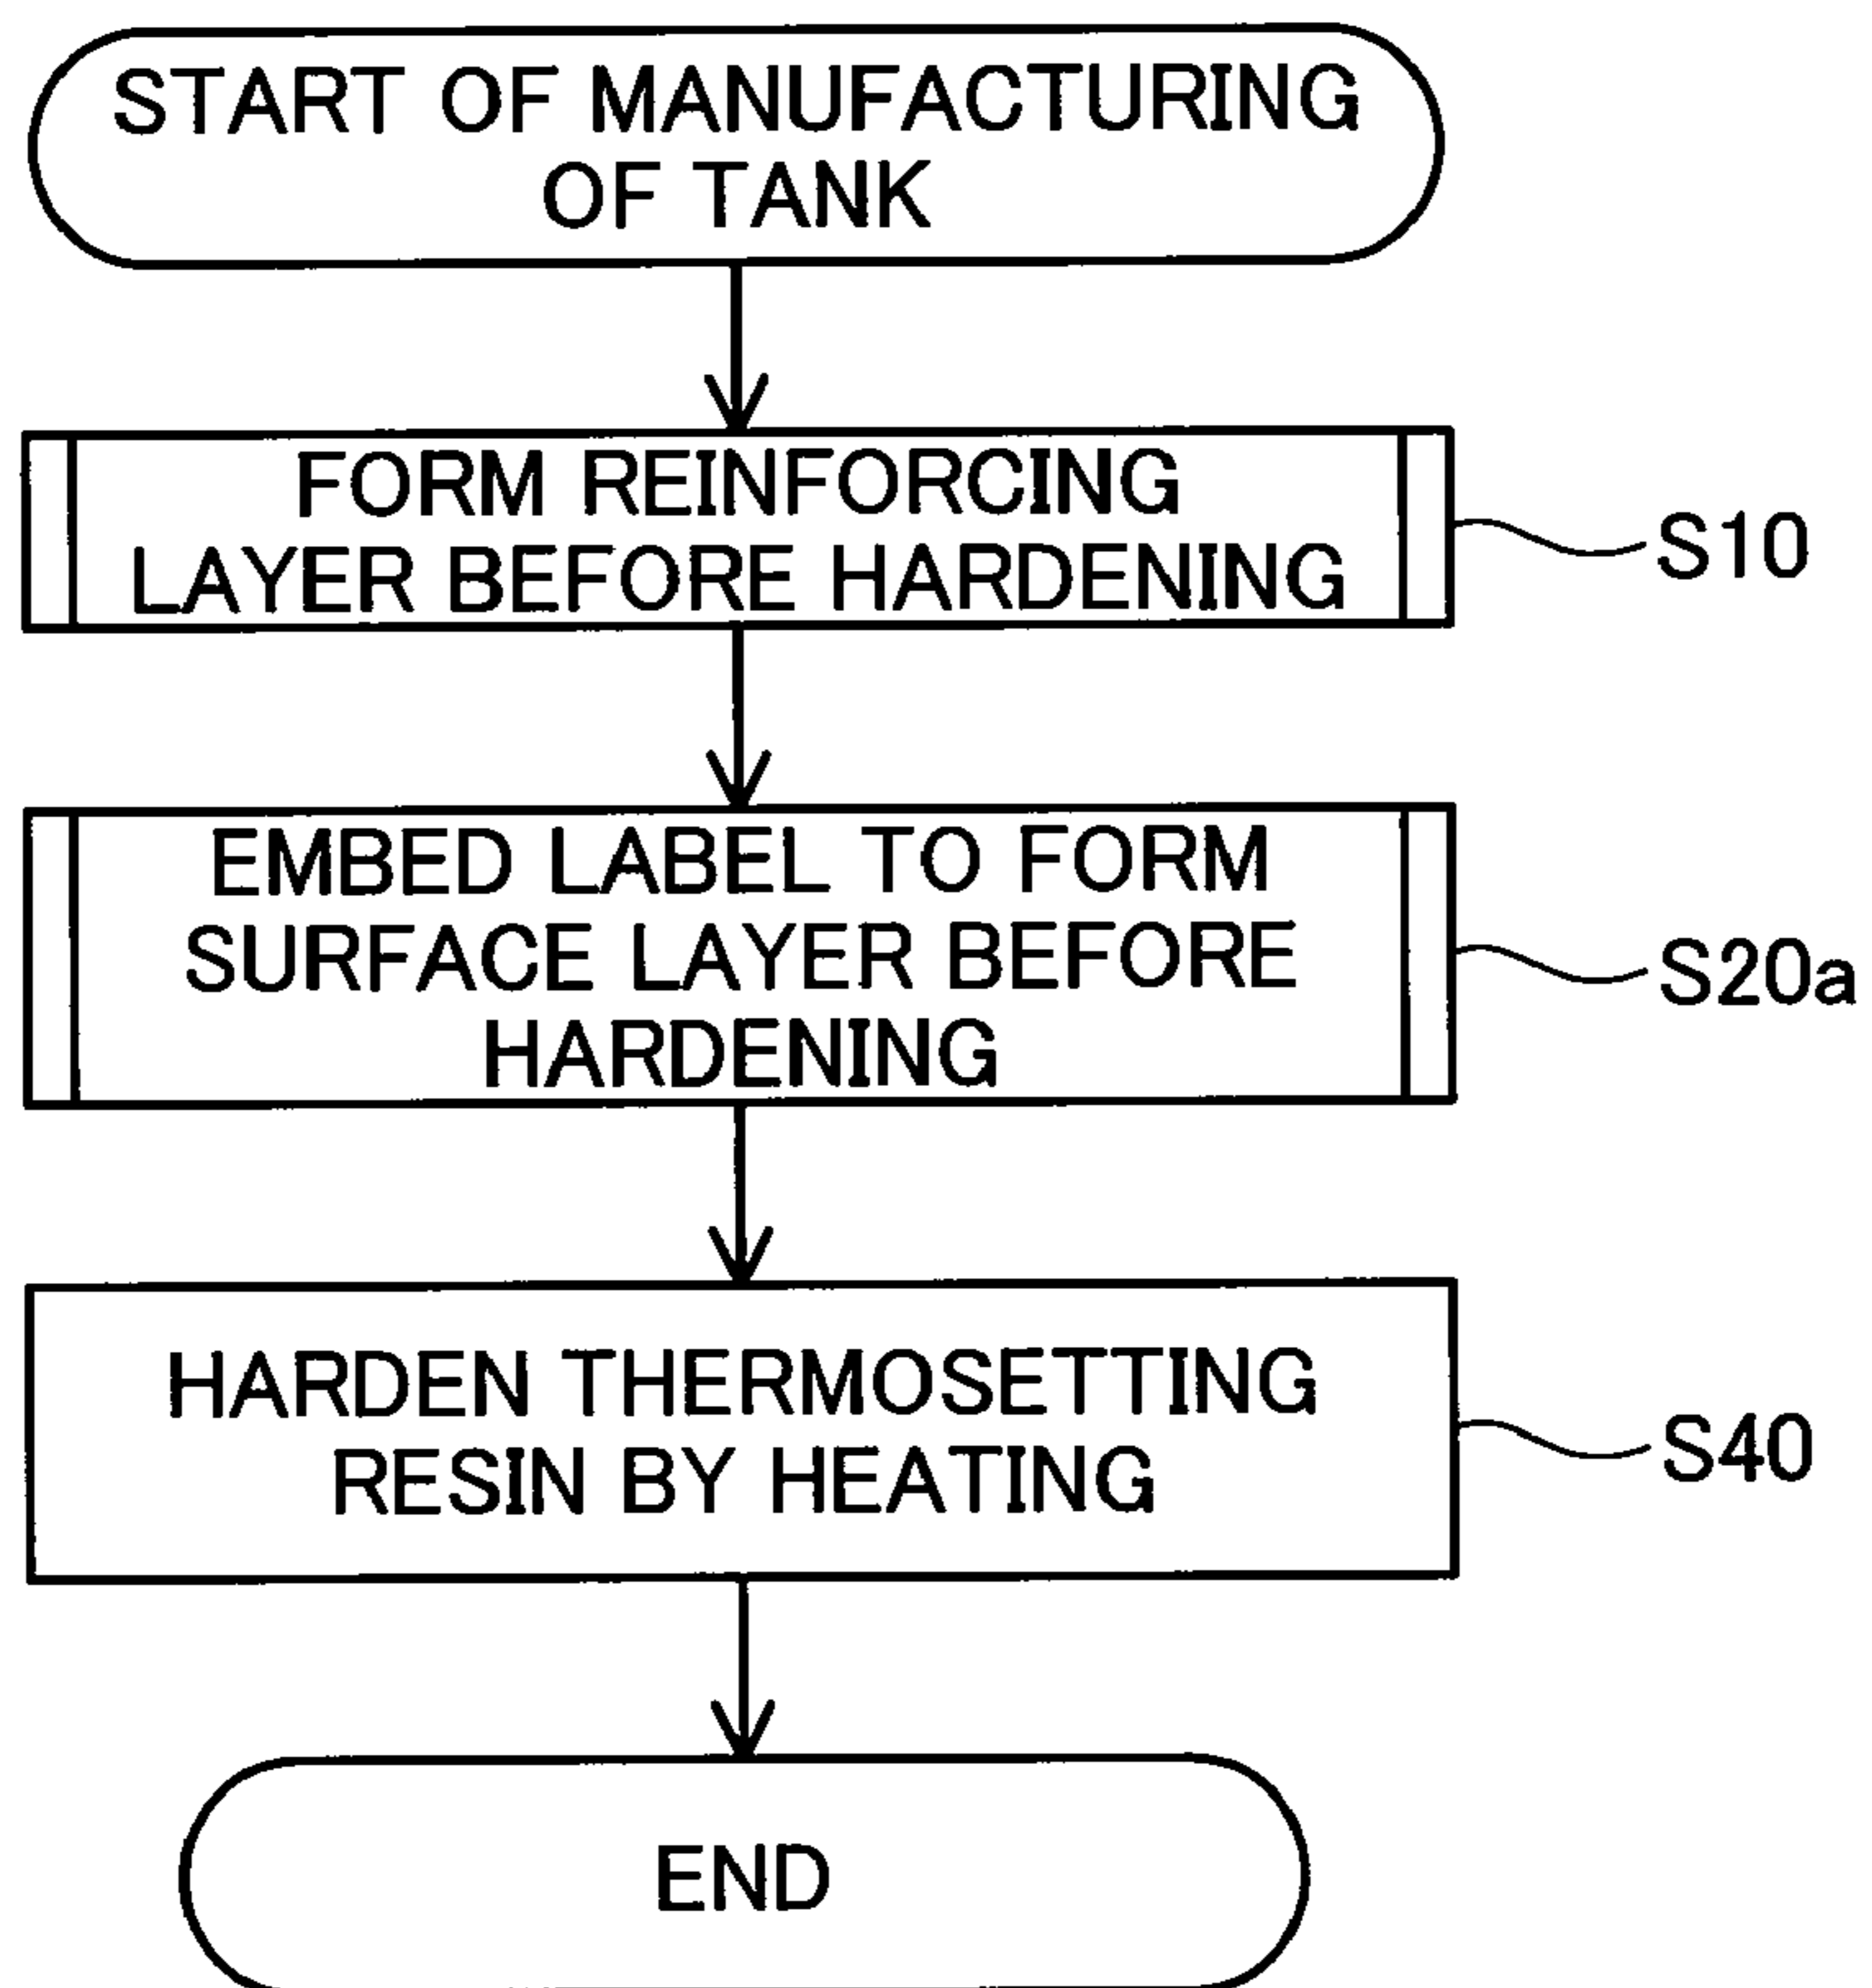 START OF MANUFACTURING
OF TANK
FORM REINFORCING
LAYER BEFORE HARDENING
S10
EMBED LABEL TO FORM
SURFACE LAYER BEFORE
HARDENING
S20a
HARDEN THERMOSETTING
RESIN BY HEATING
S40
END